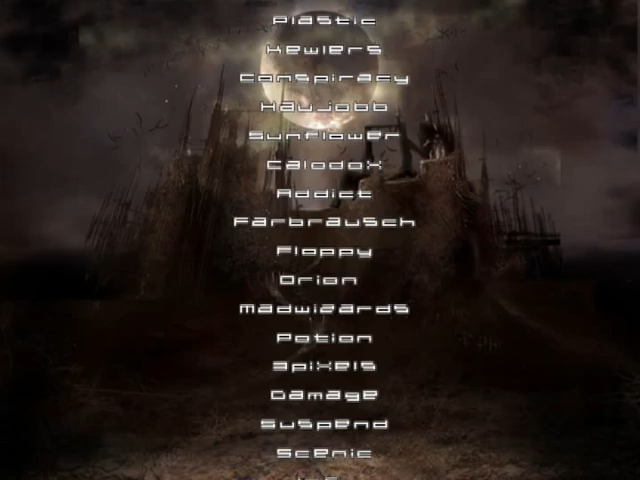 Plastic
Kewlers
Conspiracy
Haujobb
Sunflower
Calodox
Addict
Farbrausch
Floppy
Orion
Madwizards
Potion
3pixels
Damage
Suspend
Scenic